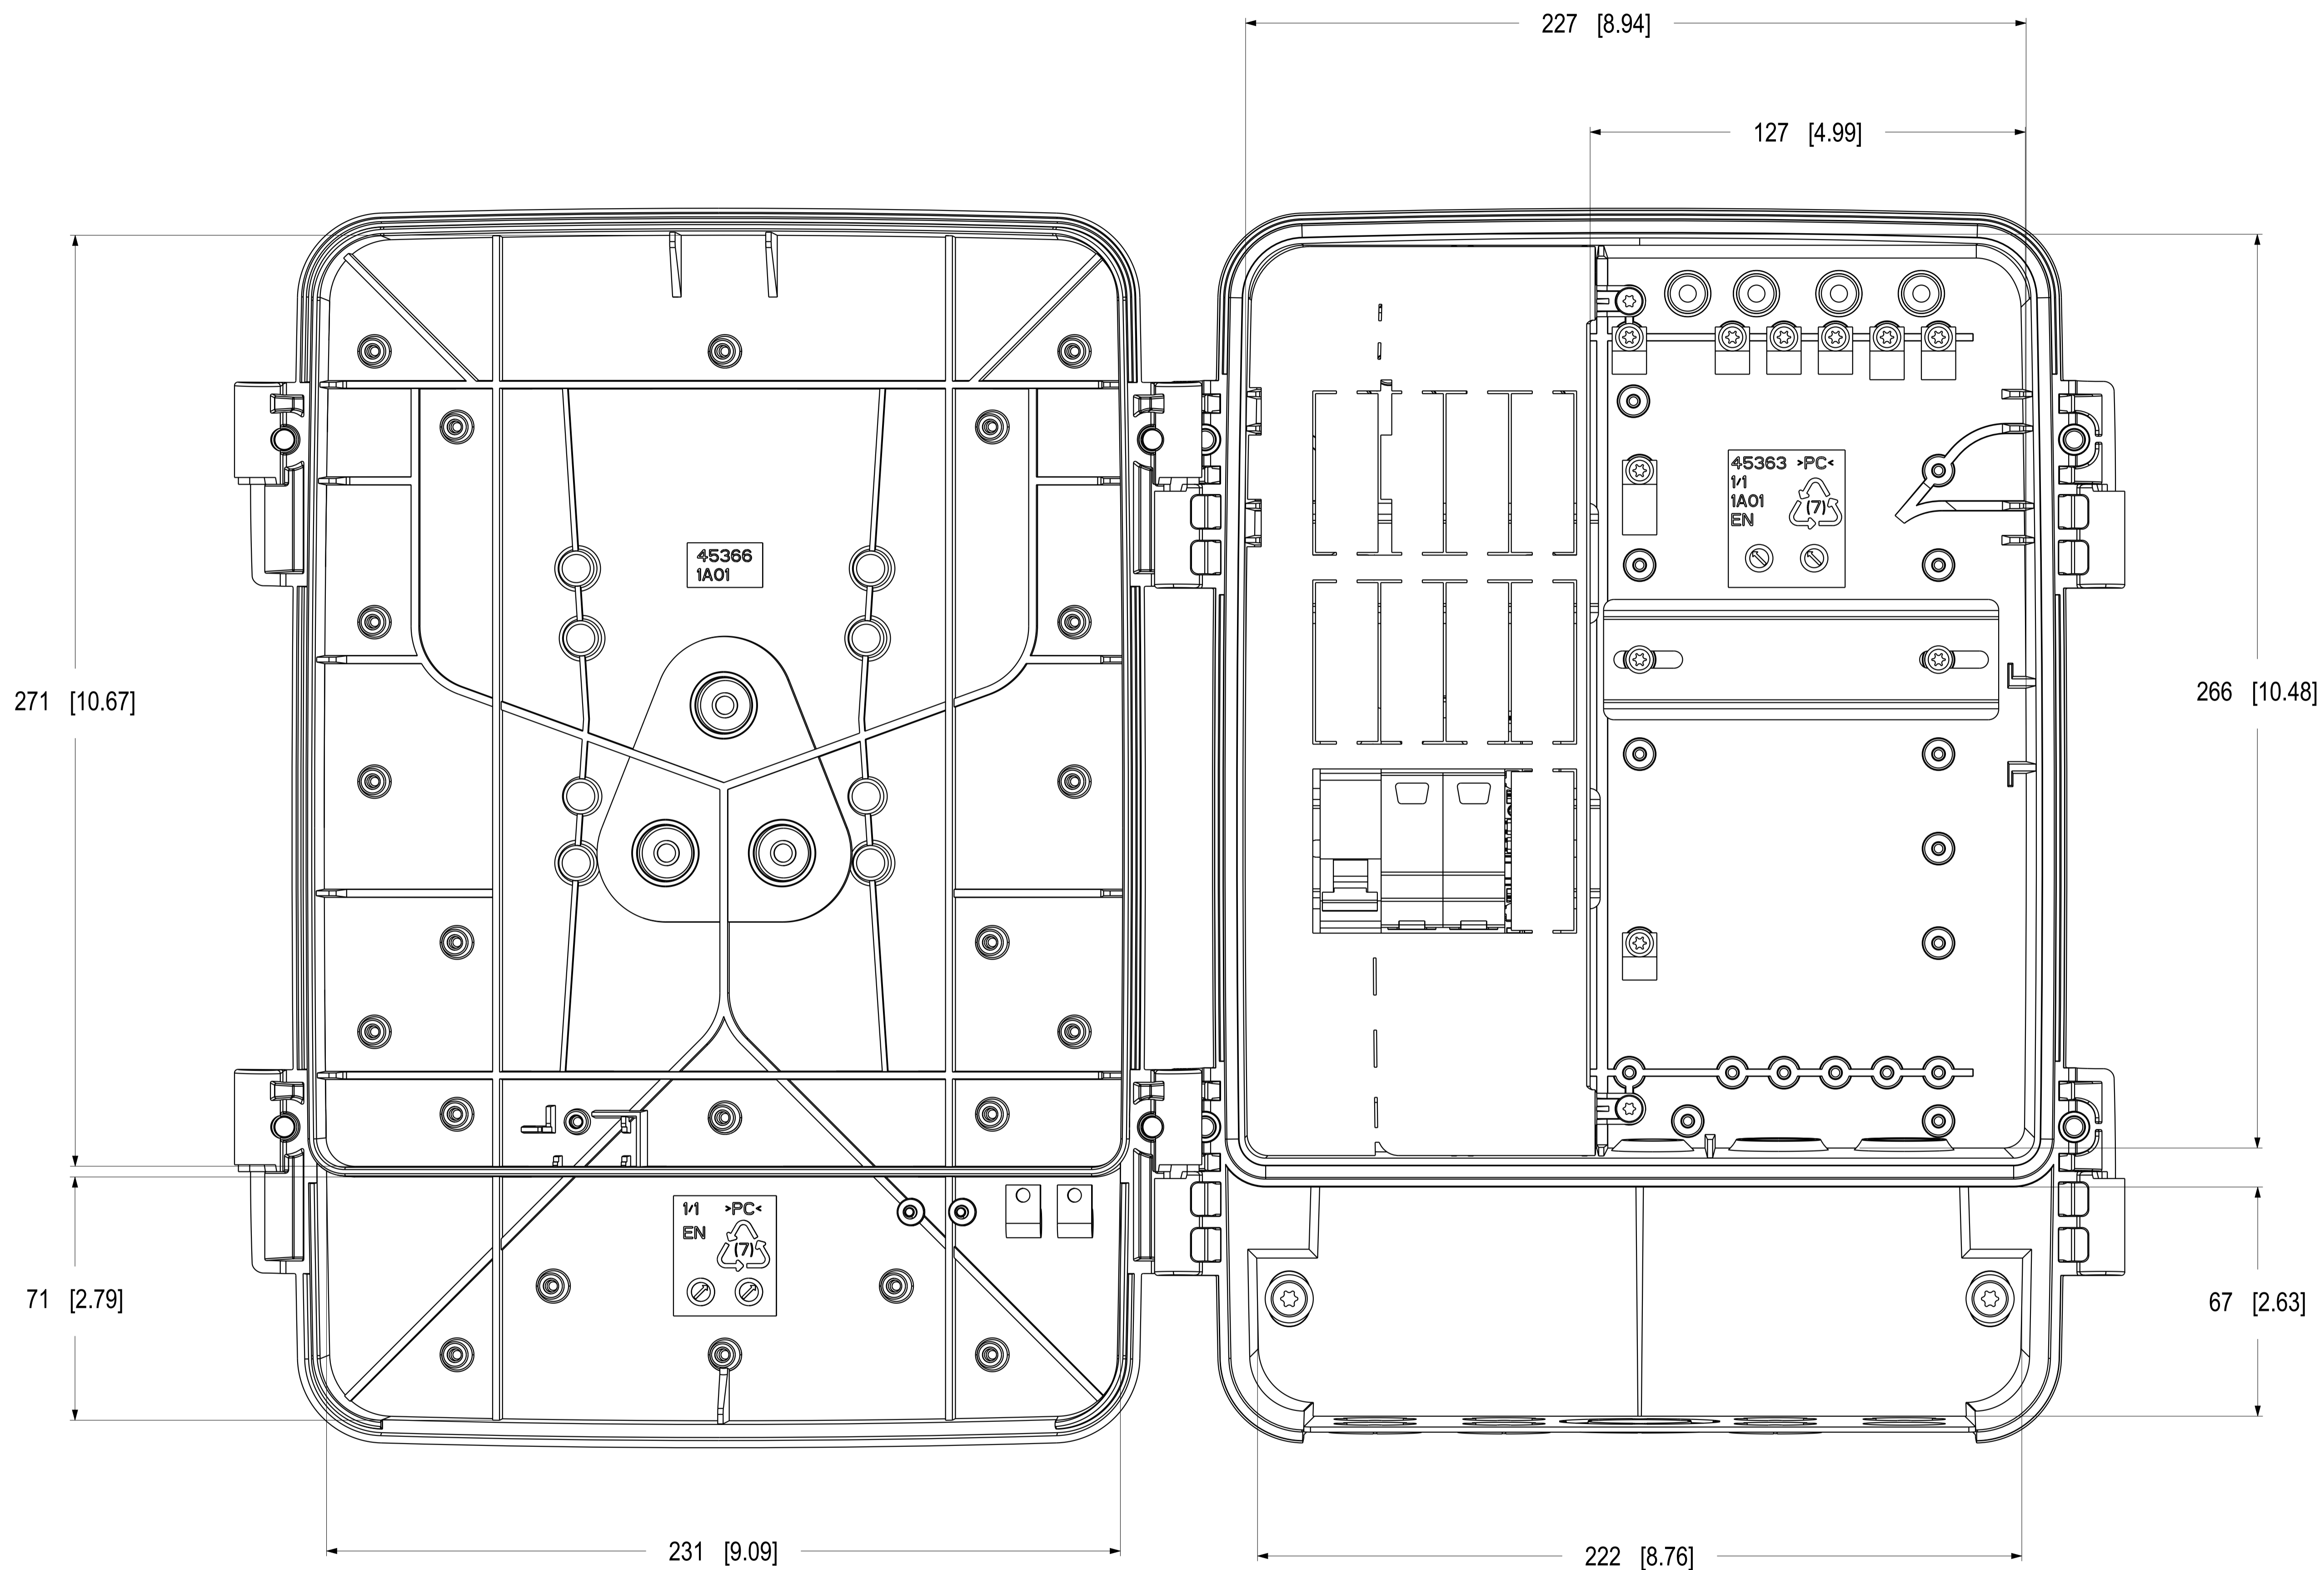 227 [8.94]
127 [4.99]
45363 >PC<
1/1
1A01
EN
(7)
45366
1A01
271 [10.67]
266 [10.48]
1/1 >PC<
EN
(7)
71 [2.79]
67 [2.63]
231 [9.09]
222 [8.76]